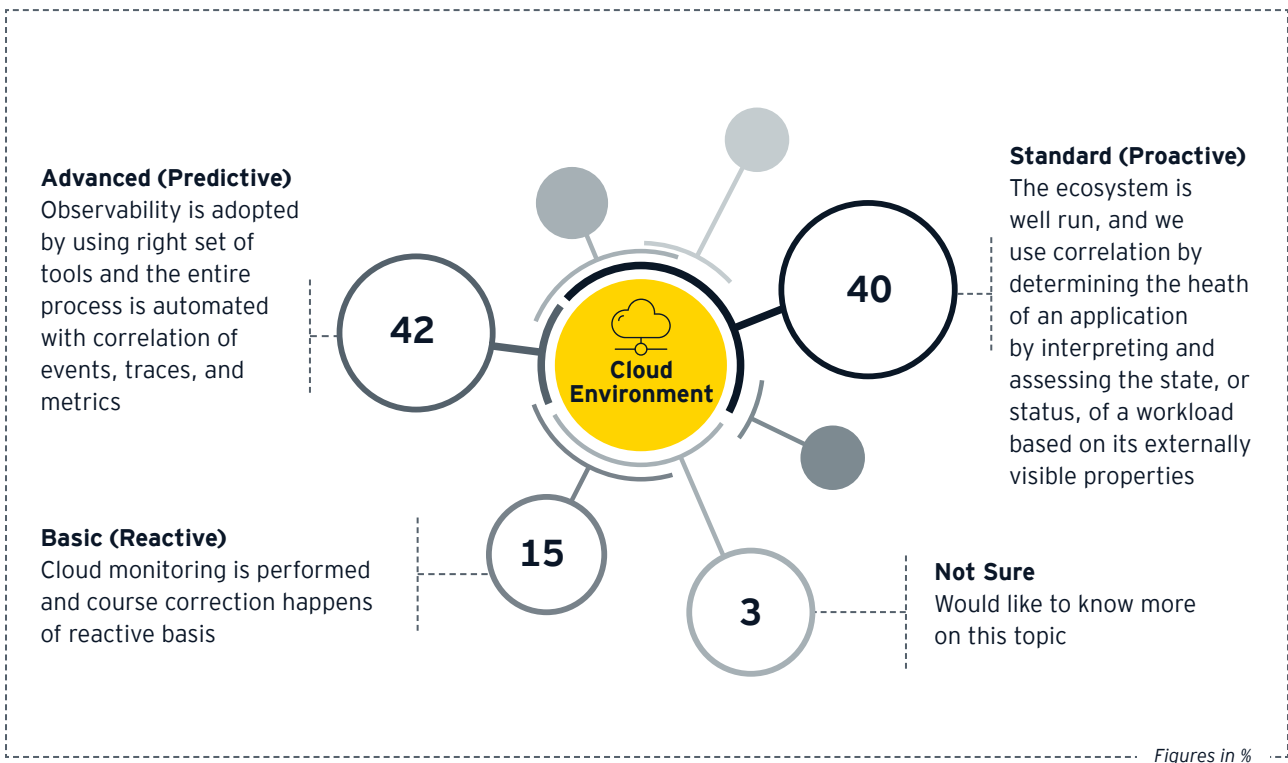 Advanced (Predictive)
Observability is adopted
by using right set of
tools and the entire
process is automated
with correlation of
events, traces, and
metrics
42
Cloud
Environment
40
Standard (Proactive)
The ecosystem is
well run, and we
use correlation by
determining the heath
of an application
by interpreting and
assessing the state, or
status, of a workload
based on its externally
visible properties
Basic (Reactive)
Cloud monitoring is performed
and course correction happens
of reactive basis
15
3
Not Sure
Would like to know more
on this topic
Figures in %